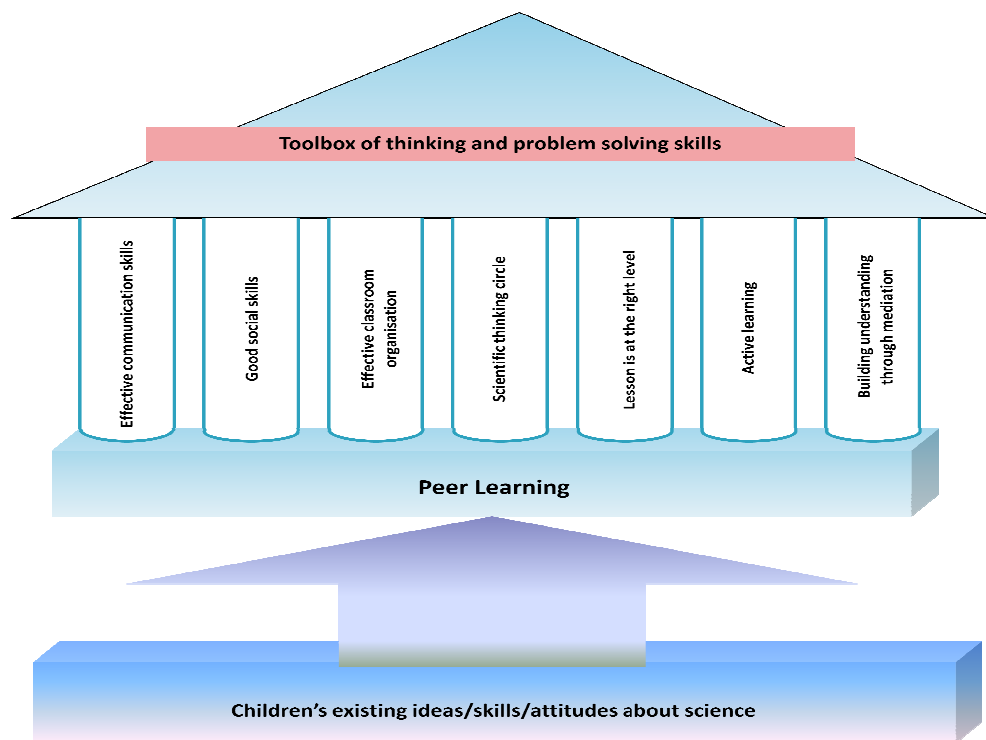 Toolbox of thinking and problem solving skills
Effective communication skills
Good social skills
Effective classroom
organisation
Scientific thinking circle
Lesson is at the right level
Active learning
Building understanding
through mediation
Peer Learning
Children’s existing ideas/skills/attitudes about science